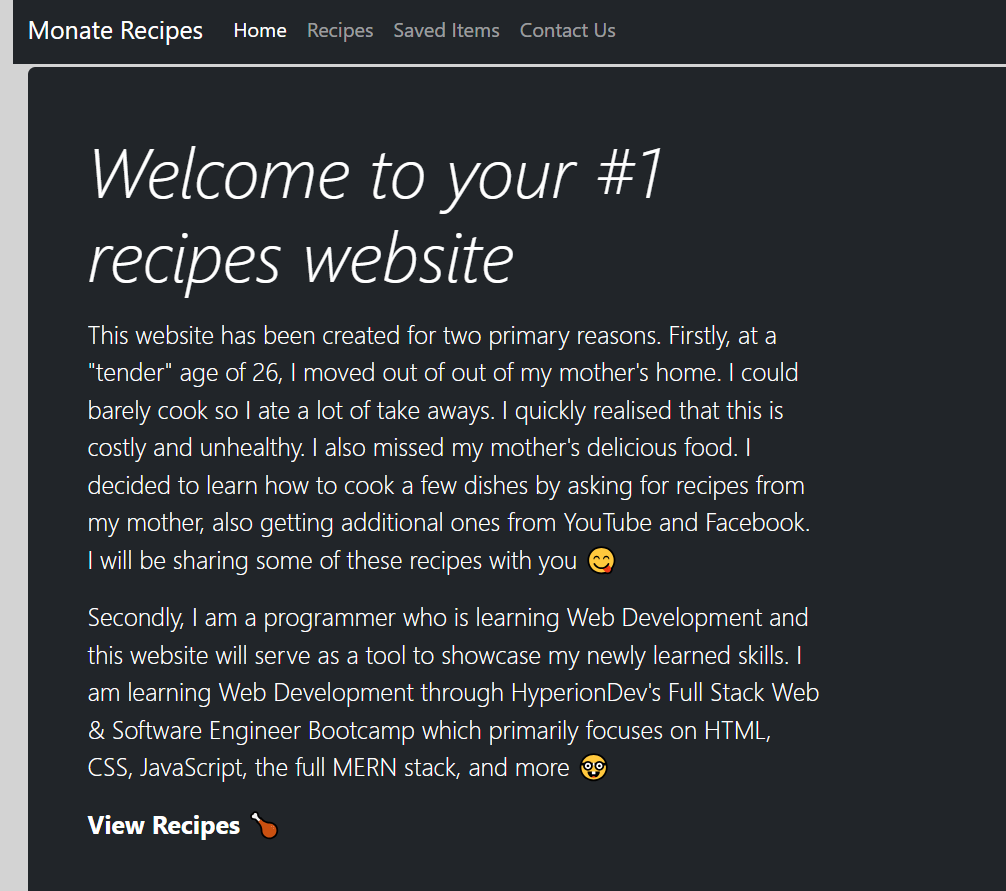 Monate Recipes Home Recipes Saved Items Contact Us
Welcome to your #1
recipes website
This website has been created for two primary reasons. Firstly, at a
"tender" age of 26, I moved out of out of my mother's home. I could
barely cook so I ate a lot of take aways. I quickly realised that this is
costly and unhealthy. I also missed my mother's delicious food. I
decided to learn how to cook a few dishes by asking for recipes from
my mother, also getting additional ones from YouTube and Facebook.
I will be sharing some of these recipes with you 😋
Secondly, I am a programmer who is learning Web Development and
this website will serve as a tool to showcase my newly learned skills. I
am learning Web Development through HyperionDev's Full Stack Web
& Software Engineer Bootcamp which primarily focuses on HTML,
CSS, JavaScript, the full MERN stack, and more 🤓
View Recipes 🍗